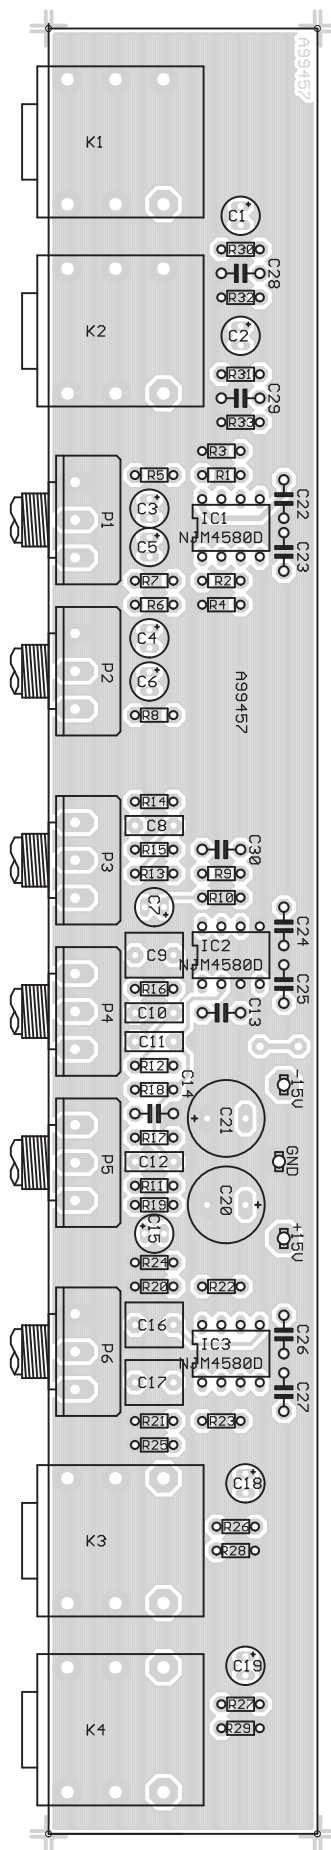 A99457
K1
C1
R30
C28
R32
K2
C2
R31
C29
R33
R3
R5
R1
C22
P1
C3
IC1
NJM4580D
C5
C23
R7
R2
R6
R4
C4
P2
C6
A99457
R8
R14
C8
R15
C30
P3
R13
R9
R10
C7
C24
IC2
C9
NJM4580D
C25
R16
P4
C10
C13
C11
R12
C14
-15V
R18
C21
R17
P5
C12
GND
R11
C20
R19
C15
+15V
R24
R20
R22
C16
C26
IC3
P6
NJM4580D
C17
C27
R21
R23
R25
C18
K3
R26
R28
C19
R27
K4
R29